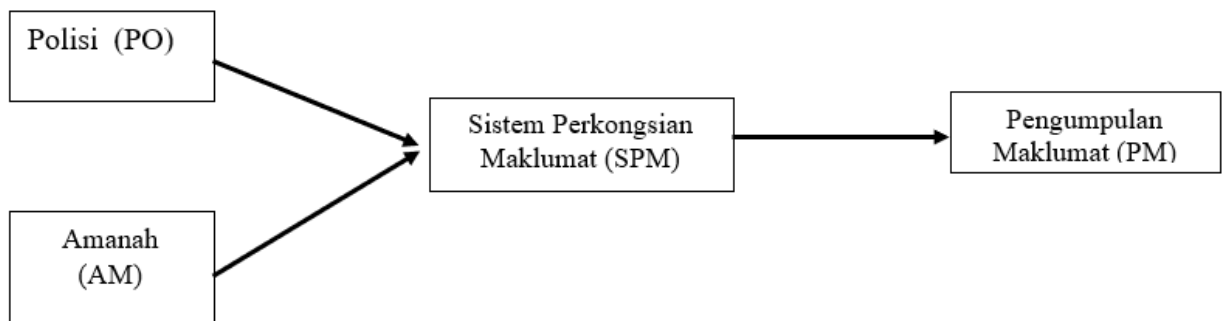 Polisi (PO)
Sistem Perkongsian
Maklumat (SPM)
Pengumpulan
Maklumat (PM)
Amanah
(AM)